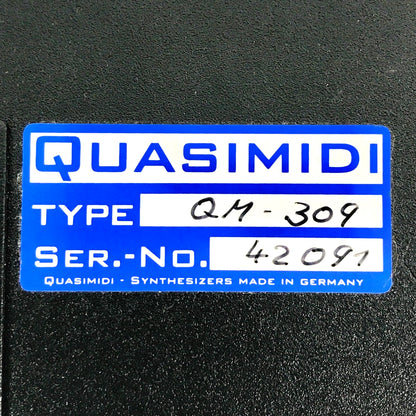 QUASIMIDI
TYPE QM-309
SER.-NO. 42091
QUASIMIDI - SYNTHESIZERS MADE IN GERMANY